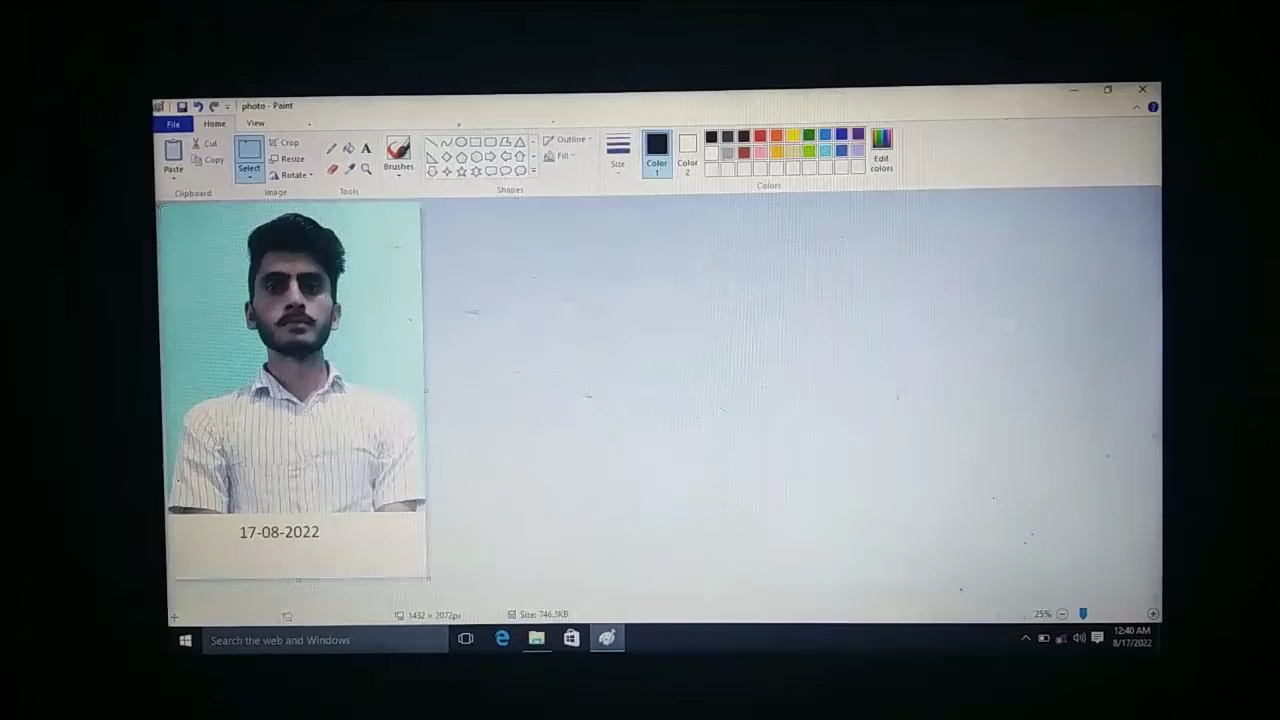 photo - Paint
File Home View
Paste
Cut
Copy
Clipboard
Select
Crop
Resize
Rotate
Image
A
Tools
Brushes
Shapes
Outline
Fill
Size
Color 1
Color 2
Colors
Edit colors
17-08-2022
1432 × 2072px
Size: 746.3KB
25%
Search the web and Windows
12:40 AM
8/17/2022